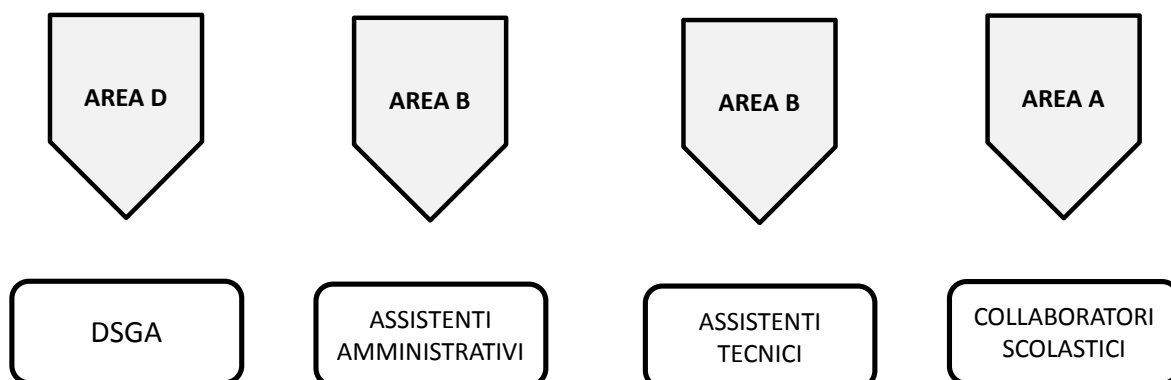 AREA D
AREA B
AREA B
AREA A
DSGA
ASSISTENTI
AMMINISTRATIVI
ASSISTENTI
TECNICI
COLLABORATORI
SCOLASTICI